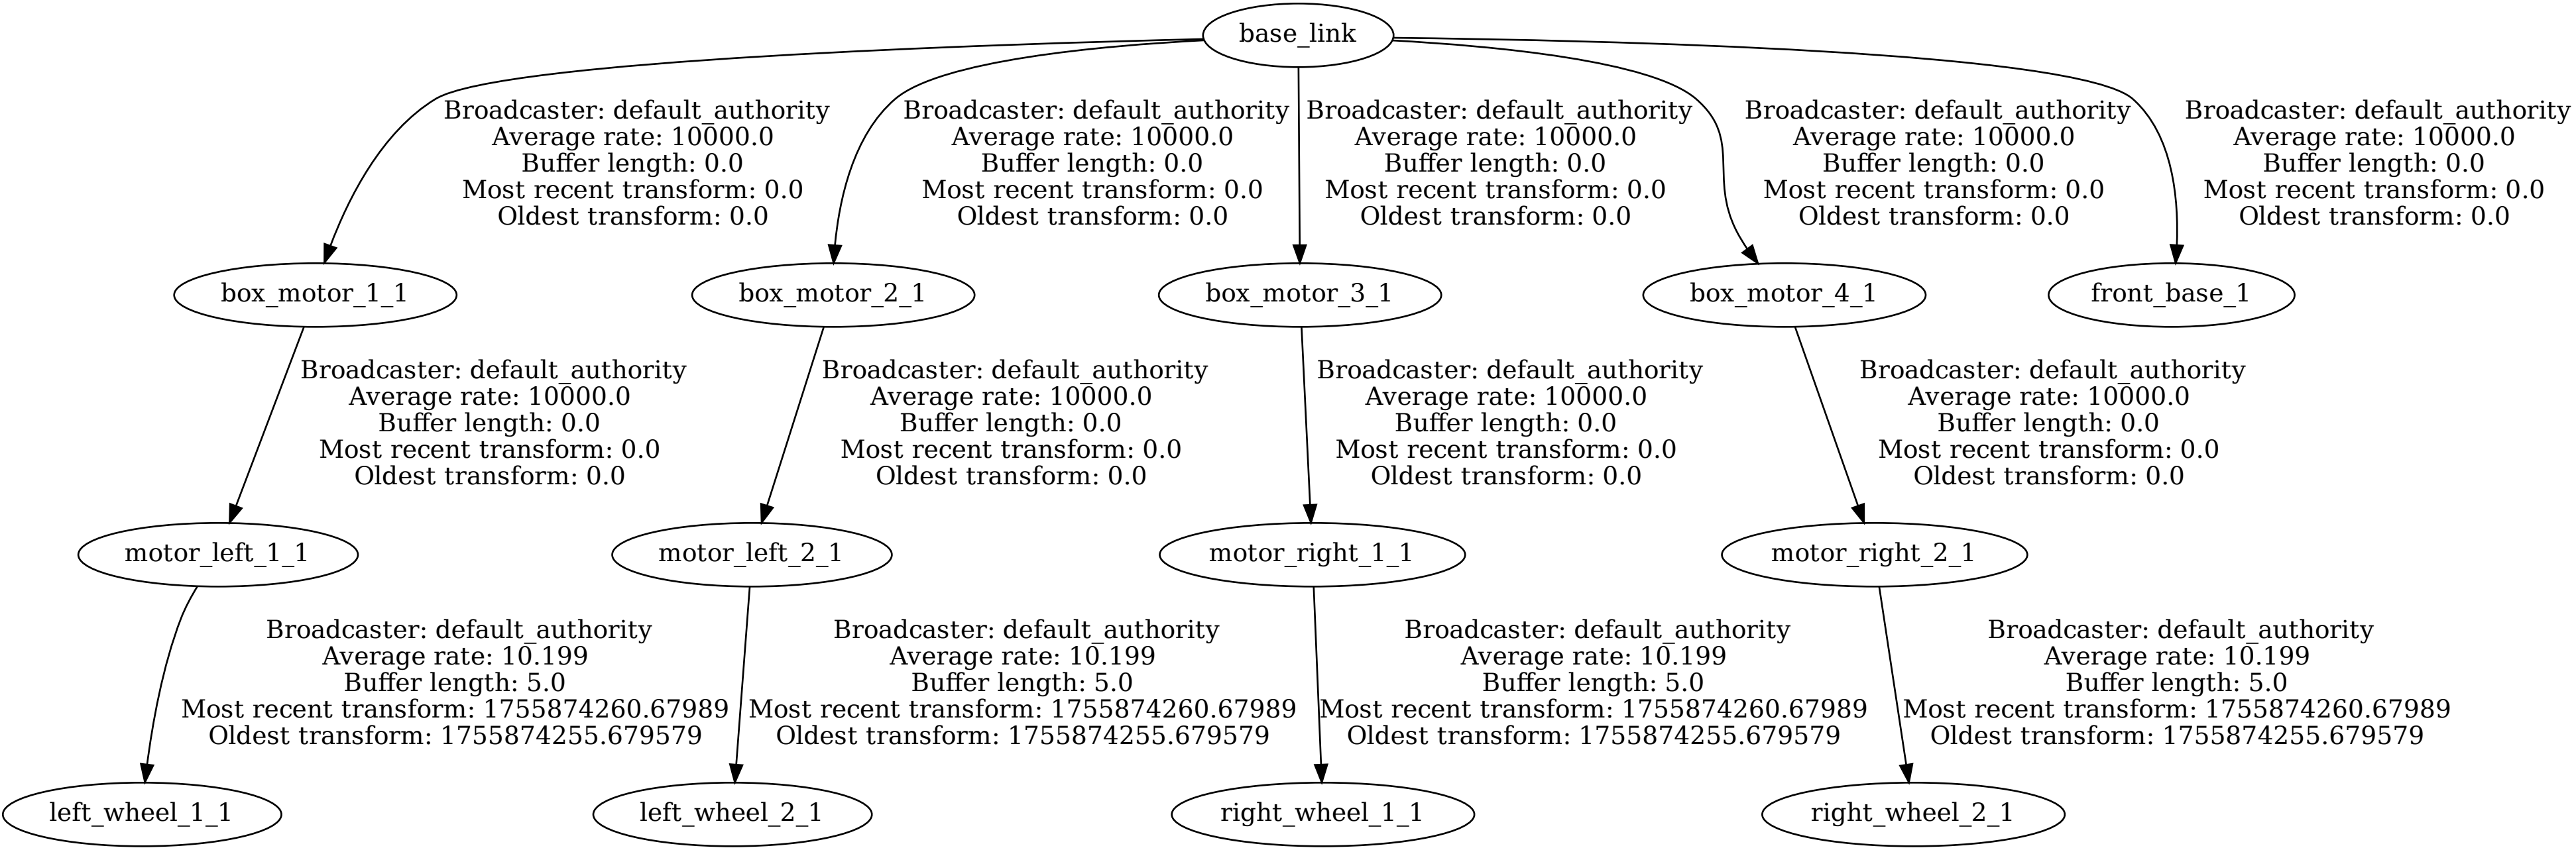 base_link
Broadcaster: default_authority
Average rate: 10000.0
Buffer length: 0.0
Most recent transform: 0.0
Oldest transform: 0.0
Broadcaster: default_authority
Average rate: 10000.0
Buffer length: 0.0
Most recent transform: 0.0
Oldest transform: 0.0
Broadcaster: default_authority
Average rate: 10000.0
Buffer length: 0.0
Most recent transform: 0.0
Oldest transform: 0.0
Broadcaster: default_authority
Average rate: 10000.0
Buffer length: 0.0
Most recent transform: 0.0
Oldest transform: 0.0
Broadcaster: default_authority
Average rate: 10000.0
Buffer length: 0.0
Most recent transform: 0.0
Oldest transform: 0.0
box_motor_1_1
box_motor_2_1
box_motor_3_1
box_motor_4_1
front_base_1
Broadcaster: default_authority
Average rate: 10000.0
Buffer length: 0.0
Most recent transform: 0.0
Oldest transform: 0.0
Broadcaster: default_authority
Average rate: 10000.0
Buffer length: 0.0
Most recent transform: 0.0
Oldest transform: 0.0
Broadcaster: default_authority
Average rate: 10000.0
Buffer length: 0.0
Most recent transform: 0.0
Oldest transform: 0.0
Broadcaster: default_authority
Average rate: 10000.0
Buffer length: 0.0
Most recent transform: 0.0
Oldest transform: 0.0
motor_left_1_1
motor_left_2_1
motor_right_1_1
motor_right_2_1
Broadcaster: default_authority
Average rate: 10.199
Buffer length: 5.0
Most recent transform: 1755874260.67989
Oldest transform: 1755874255.679579
Broadcaster: default_authority
Average rate: 10.199
Buffer length: 5.0
Most recent transform: 1755874260.67989
Oldest transform: 1755874255.679579
Broadcaster: default_authority
Average rate: 10.199
Buffer length: 5.0
Most recent transform: 1755874260.67989
Oldest transform: 1755874255.679579
Broadcaster: default_authority
Average rate: 10.199
Buffer length: 5.0
Most recent transform: 1755874260.67989
Oldest transform: 1755874255.679579
left_wheel_1_1
left_wheel_2_1
right_wheel_1_1
right_wheel_2_1